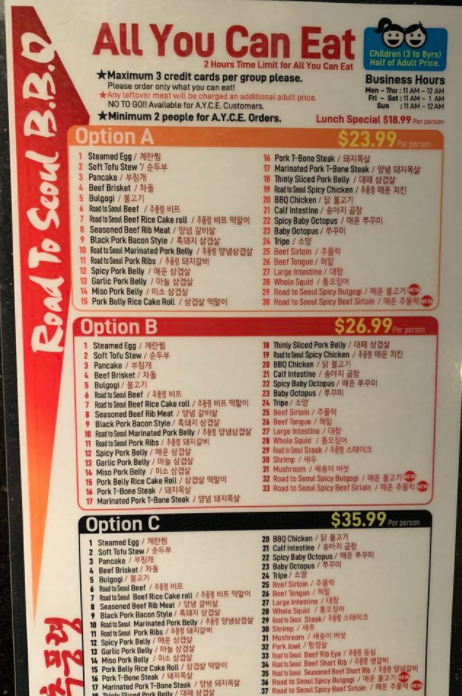 Road To Seoul B.B.Q
All You Can Eat
2 Hours Time Limit for All You Can Eat
★Maximum 3 credit cards per group please.
Please order only what you can eat!
★Any leftover meat will be charged an additional adult price.
NO TO GO!! Available for A.Y.C.E. Customers.
★Minimum 2 people for A.Y.C.E. Orders.
Children (3 to 8yrs)
Half of Adult Price.
Business Hours
Mon - Thu : 11 AM – 12 AM
Fri - Sat : 11 AM – 1 AM
Sun : 11 AM – 12 AM
Lunch Special $18.99 Per person
Option A
$23.99 Per person
1 Steamed Egg / 계란찜
2 Soft Tofu Stew / 순두부
3 Pancake / 부침개
4 Beef Brisket / 차돌
5 Bulgogi / 불고기
6 Road to Seoul Beef / 추풍령 비프
7 Road to Seoul Beef Rice Cake roll / 추풍령 비프 떡말이
8 Seasoned Beef Rib Meat / 양념 갈비살
9 Black Pork Bacon Style / 흑돼지 삼겹살
10 Road to Seoul Marinated Pork Belly / 추풍령 양념삼겹살
11 Road to Seoul Pork Ribs / 추풍령 돼지갈비
12 Spicy Pork Belly / 매운 삼겹살
13 Garlic Pork Belly / 마늘 삼겹살
14 Miso Pork Belly / 미소 삼겹살
15 Pork Belly Rice Cake Roll / 삼겹살 떡말이
16 Pork T-Bone Steak / 돼지목살
17 Marinated Pork T-Bone Steak / 양념 돼지목살
18 Thinly Sliced Pork Belly / 대패 삼겹살
19 Road to Seoul Spicy Chicken / 추풍령 매운 치킨
20 BBQ Chicken / 닭 불고기
21 Calf Intestine / 송아지 곱창
22 Spicy Baby Octopus / 매운 쭈꾸미
23 Baby Octopus / 쭈꾸미
24 Tripe / 소양
25 Beef Sirloin / 주물럭
26 Beef Tongue / 혀밑
27 Large Intestine / 대창
28 Whole Squid / 통오징어
29 Road to Seoul Spicy Bulgogi / 매운 불고기 NEW
30 Road to Seoul Spicy Beef Sirloin / 매운 주물럭 NEW
Option B
$26.99 Per person
1 Steamed Egg / 계란찜
2 Soft Tofu Stew / 순두부
3 Pancake / 부침개
4 Beef Brisket / 차돌
5 Bulgogi / 불고기
6 Road to Seoul Beef / 추풍령 비프
7 Road to Seoul Beef Rice Cake roll / 추풍령 비프 떡말이
8 Seasoned Beef Rib Meat / 양념 갈비살
9 Black Pork Bacon Style / 흑돼지 삼겹살
10 Road to Seoul Marinated Pork Belly / 추풍령 양념삼겹살
11 Road to Seoul Pork Ribs / 추풍령 돼지갈비
12 Spicy Pork Belly / 매운 삼겹살
13 Garlic Pork Belly / 마늘 삼겹살
14 Miso Pork Belly / 미소 삼겹살
15 Pork Belly Rice Cake Roll / 삼겹살 떡말이
16 Pork T-Bone Steak / 돼지목살
17 Marinated Pork T-Bone Steak / 양념 돼지목살
18 Thinly Sliced Pork Belly / 대패 삼겹살
19 Road to Seoul Spicy Chicken / 추풍령 매운 치킨
20 BBQ Chicken / 닭 불고기
21 Calf Intestine / 송아지 곱창
22 Spicy Baby Octopus / 매운 쭈꾸미
23 Baby Octopus / 쭈꾸미
24 Tripe / 소양
25 Beef Sirloin / 주물럭
26 Beef Tongue / 혀밑
27 Large Intestine / 대창
28 Whole Squid / 통오징어
29 Road to Seoul Steak / 추풍령 스테이크
30 Shrimp / 새우
31 Mushroom / 새송이 버섯
32 Road to Seoul Spicy Bulgogi / 매운 불고기 NEW
33 Road to Seoul Spicy Beef Sirloin / 매운 주물럭 NEW
Option C
$35.99 Per person
1 Steamed Egg / 계란찜
2 Soft Tofu Stew / 순두부
3 Pancake / 부침개
4 Beef Brisket / 차돌
5 Bulgogi / 불고기
6 Road to Seoul Beef / 추풍령 비프
7 Road to Seoul Beef Rice Cake roll / 추풍령 비프 떡말이
8 Seasoned Beef Rib Meat / 양념 갈비살
9 Black Pork Bacon Style / 흑돼지 삼겹살
10 Road to Seoul Marinated Pork Belly / 추풍령 양념삼겹살
11 Road to Seoul Pork Ribs / 추풍령 돼지갈비
12 Spicy Pork Belly / 매운 삼겹살
13 Garlic Pork Belly / 마늘 삼겹살
14 Miso Pork Belly / 미소 삼겹살
15 Pork Belly Rice Cake Roll / 삼겹살 떡말이
16 Pork T-Bone Steak / 돼지목살
17 Marinated Pork T-Bone Steak / 양념 돼지목살
18 Thinly Sliced Pork Belly / 대패 삼겹살
20 BBQ Chicken / 닭 불고기
21 Calf Intestine / 송아지 곱창
22 Spicy Baby Octopus / 매운 쭈꾸미
23 Baby Octopus / 쭈꾸미
24 Tripe / 소양
25 Beef Sirloin / 주물럭
26 Beef Tongue / 혀밑
27 Large Intestine / 대창
28 Whole Squid / 통오징어
29 Road to Seoul Steak / 추풍령 스테이크
30 Shrimp / 새우
31 Mushroom / 새송이 버섯
32 Pork Jowl / 항정살
33 Road to Seoul Beef Rib Eye / 추풍령 등심
34 Road to Seoul Beef Short Rib / 추풍령 생갈비
35 Road to Seoul Seasoned Beef Short Rib / 추풍령 양념갈비
36 Road to Seoul Spicy Bulgogi / 매운 불고기 NEW
37 Road to Seoul Spicy Beef Sirloin / 매운 주물럭 NEW
추풍령